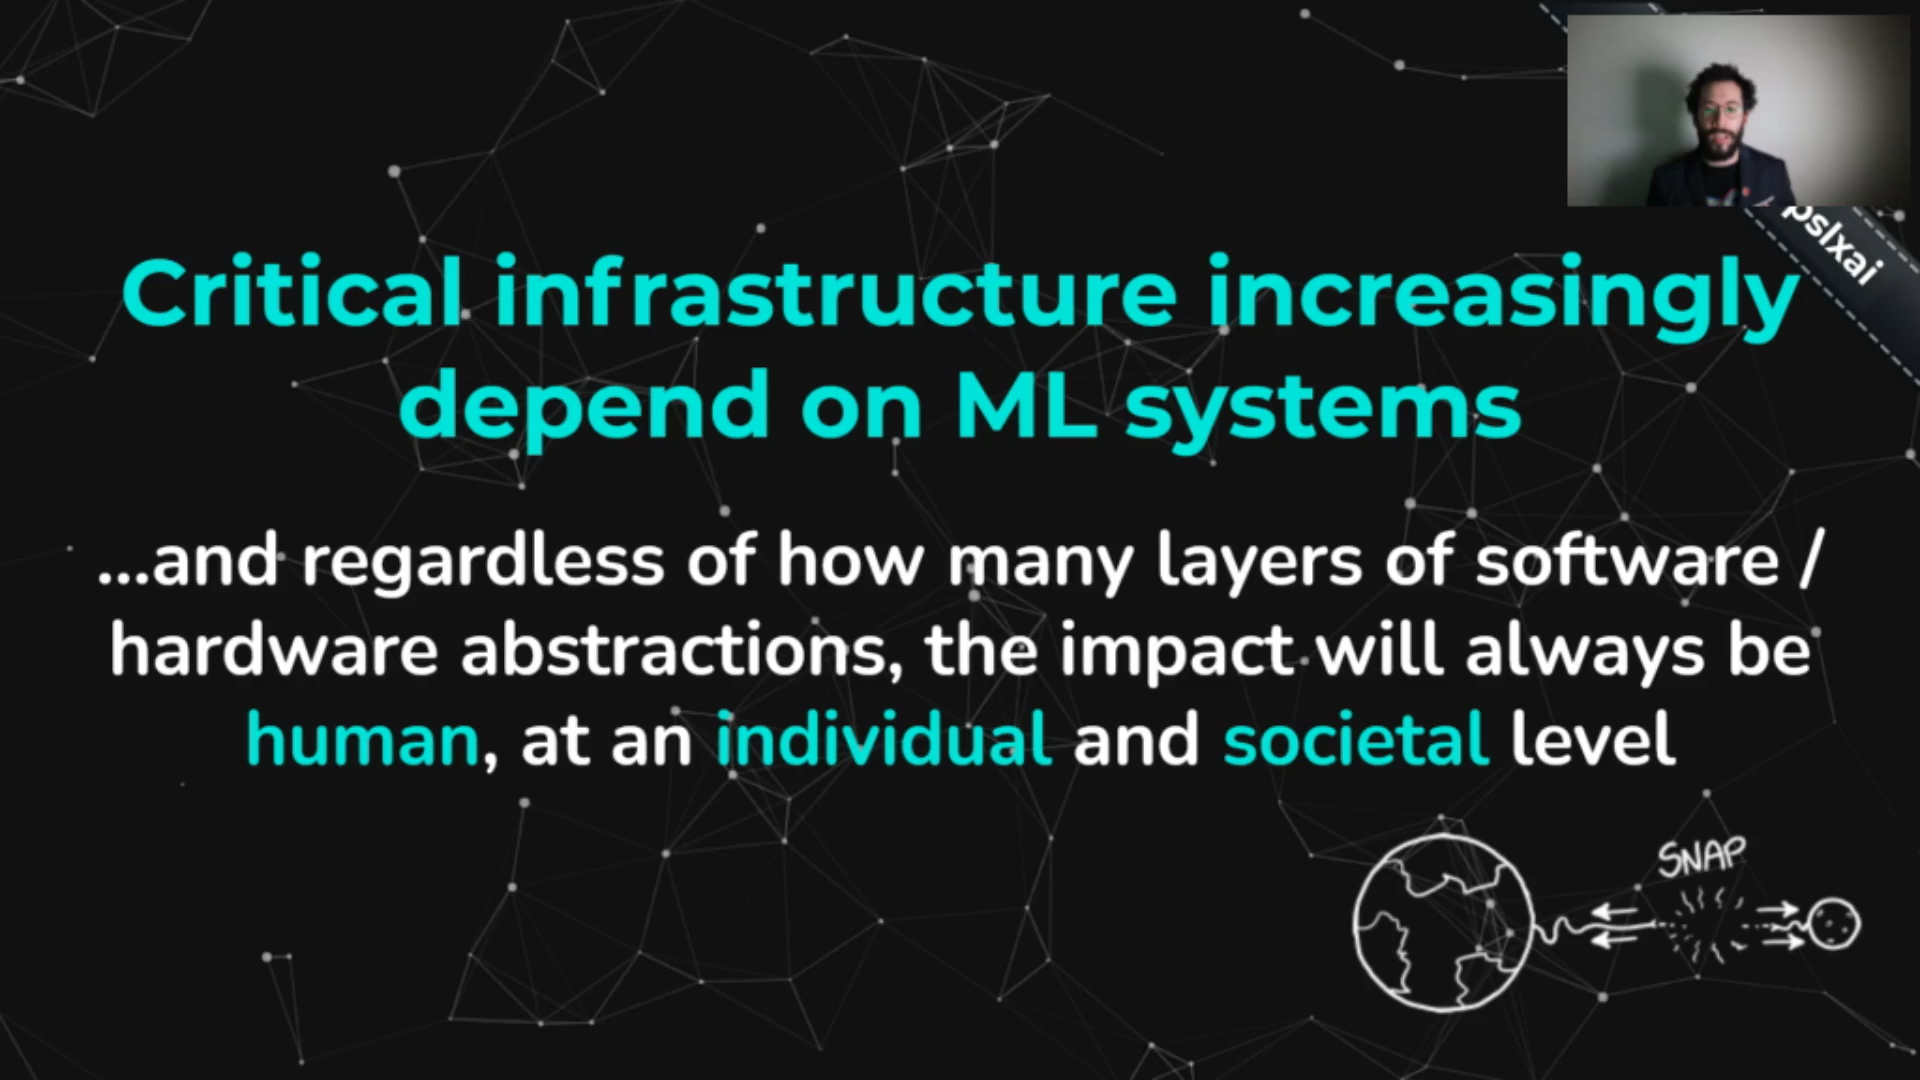 Critical infrastructure increasingly
depend on ML systems
...and regardless of how many layers of software /
hardware abstractions, the impact will always be
human, at an individual and societal level
SNAP